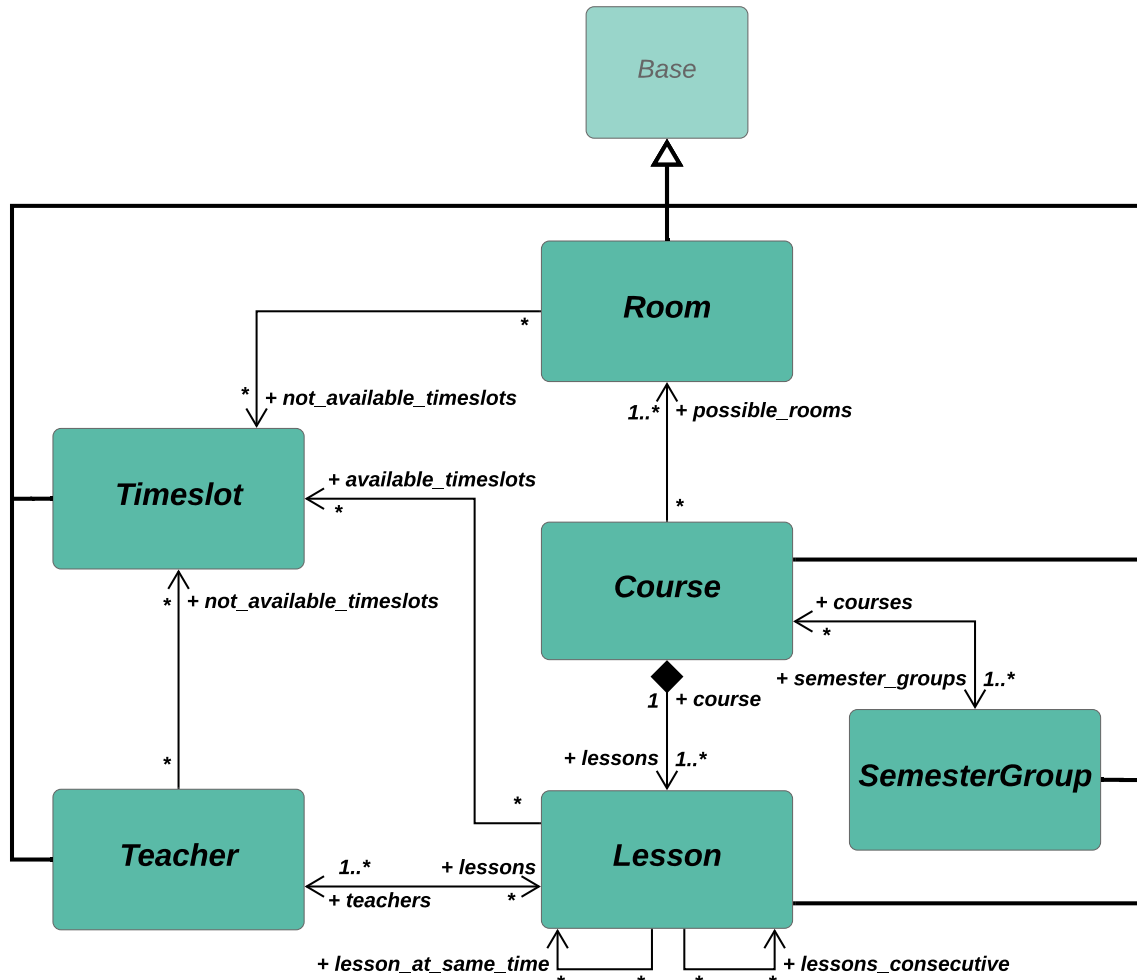 Base
Room
*
* + not_available_timeslots
1..* + possible_rooms
Timeslot
+ available_timeslots
*
*
Course
* + not_available_timeslots
+ courses
*
+ semester_groups 1..*
1 + course
+ lessons 1..*
*
*
SemesterGroup
Teacher
Lesson
1..* + lessons
+ teachers *
+ lesson_at_same_time + lessons_consecutive
* * * *